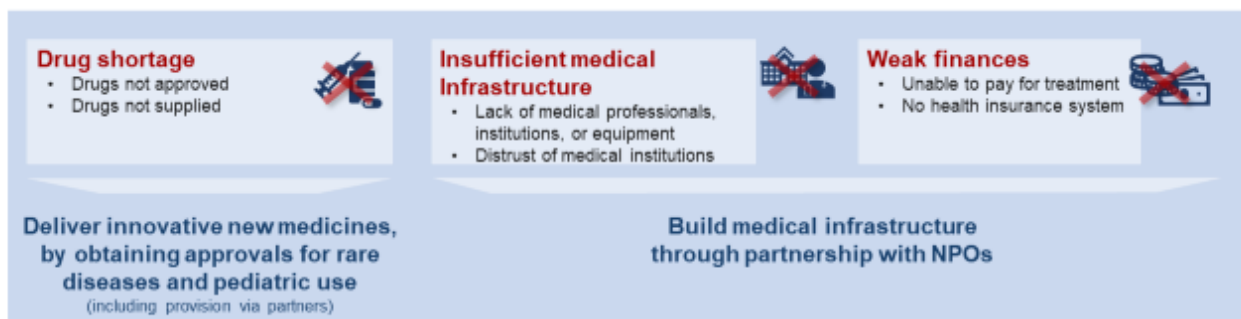 Drug shortage
• Drugs not approved
• Drugs not supplied
Insufficient medical
Infrastructure
• Lack of medical professionals,
institutions, or equipment
• Distrust of medical institutions
Weak finances
• Unable to pay for treatment
• No health insurance system
Deliver innovative new medicines,
by obtaining approvals for rare
diseases and pediatric use
(including provision via partners)
Build medical infrastructure
through partnership with NPOs